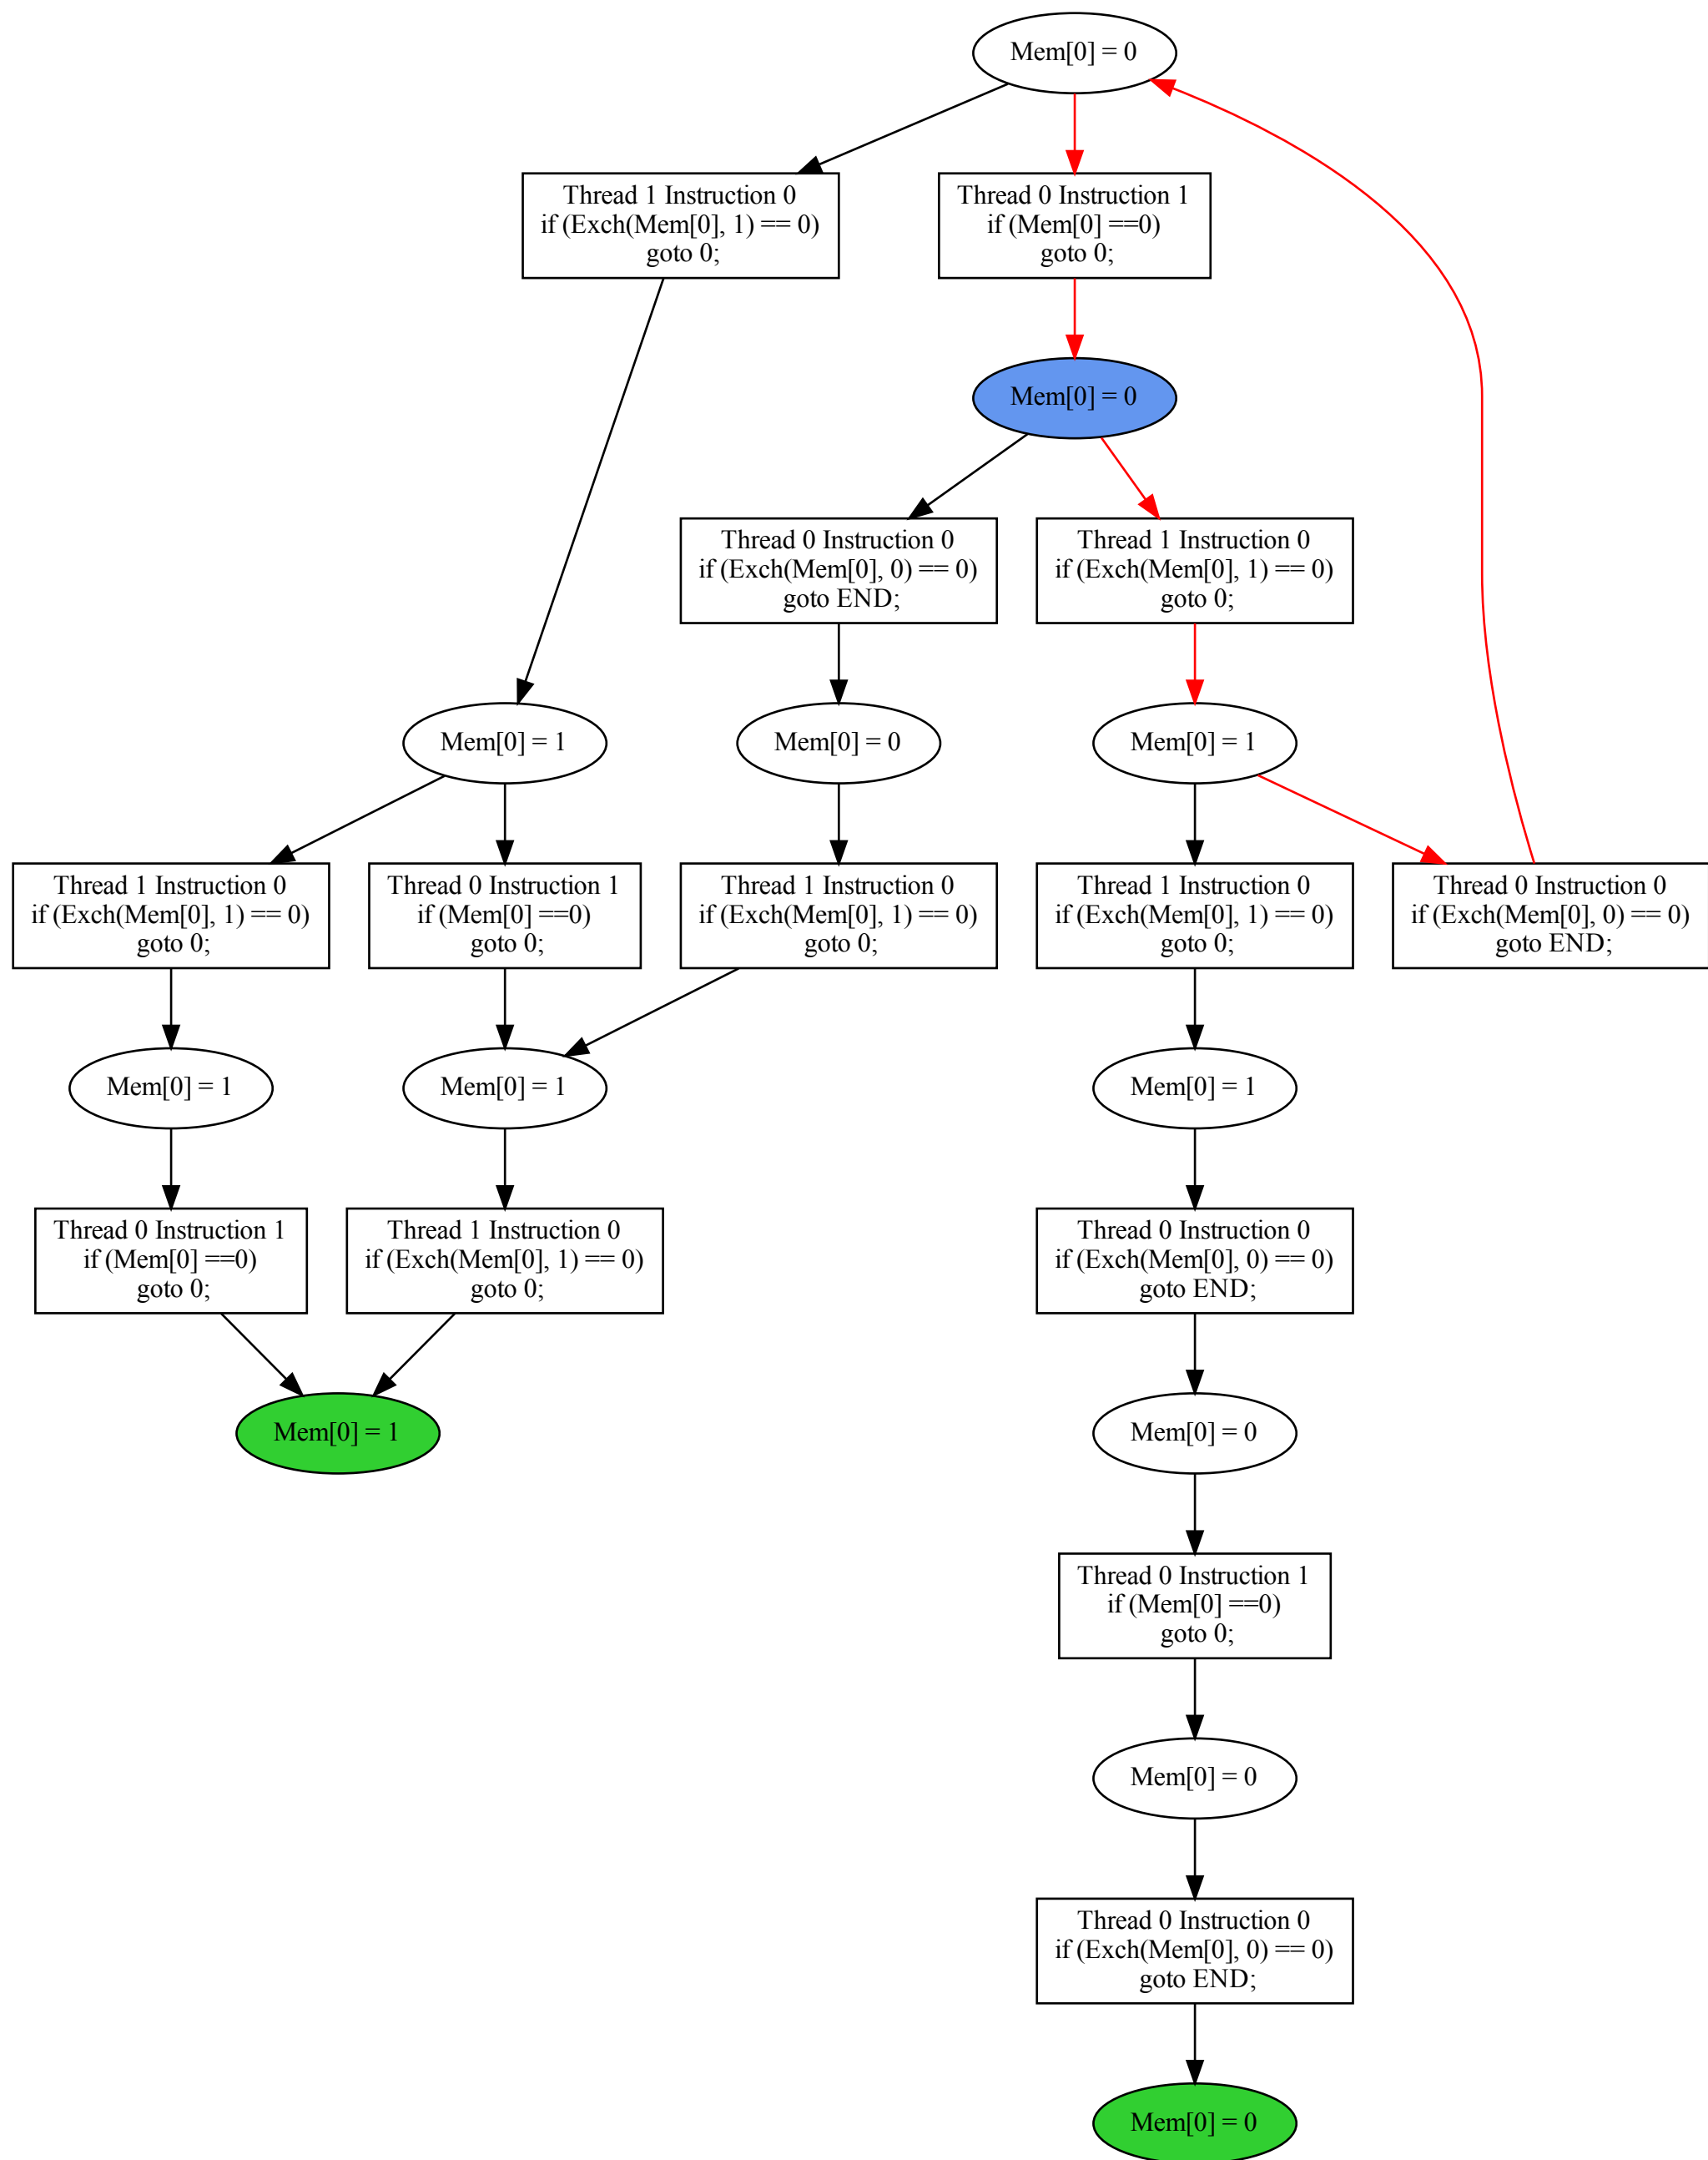 Mem[0] = 0
Thread 1 Instruction 0
if (Exch(Mem[0], 1) == 0)
goto 0;
Thread 0 Instruction 1
if (Mem[0] ==0)
goto 0;
Mem[0] = 0
Thread 0 Instruction 0
if (Exch(Mem[0], 0) == 0)
goto END;
Thread 1 Instruction 0
if (Exch(Mem[0], 1) == 0)
goto 0;
Mem[0] = 1
Mem[0] = 0
Mem[0] = 1
Thread 1 Instruction 0
if (Exch(Mem[0], 1) == 0)
goto 0;
Thread 0 Instruction 1
if (Mem[0] ==0)
goto 0;
Thread 1 Instruction 0
if (Exch(Mem[0], 1) == 0)
goto 0;
Thread 1 Instruction 0
if (Exch(Mem[0], 1) == 0)
goto 0;
Thread 0 Instruction 0
if (Exch(Mem[0], 0) == 0)
goto END;
Mem[0] = 1
Mem[0] = 1
Mem[0] = 1
Thread 0 Instruction 1
if (Mem[0] ==0)
goto 0;
Thread 1 Instruction 0
if (Exch(Mem[0], 1) == 0)
goto 0;
Thread 0 Instruction 0
if (Exch(Mem[0], 0) == 0)
goto END;
Mem[0] = 1
Mem[0] = 0
Thread 0 Instruction 1
if (Mem[0] ==0)
goto 0;
Mem[0] = 0
Thread 0 Instruction 0
if (Exch(Mem[0], 0) == 0)
goto END;
Mem[0] = 0